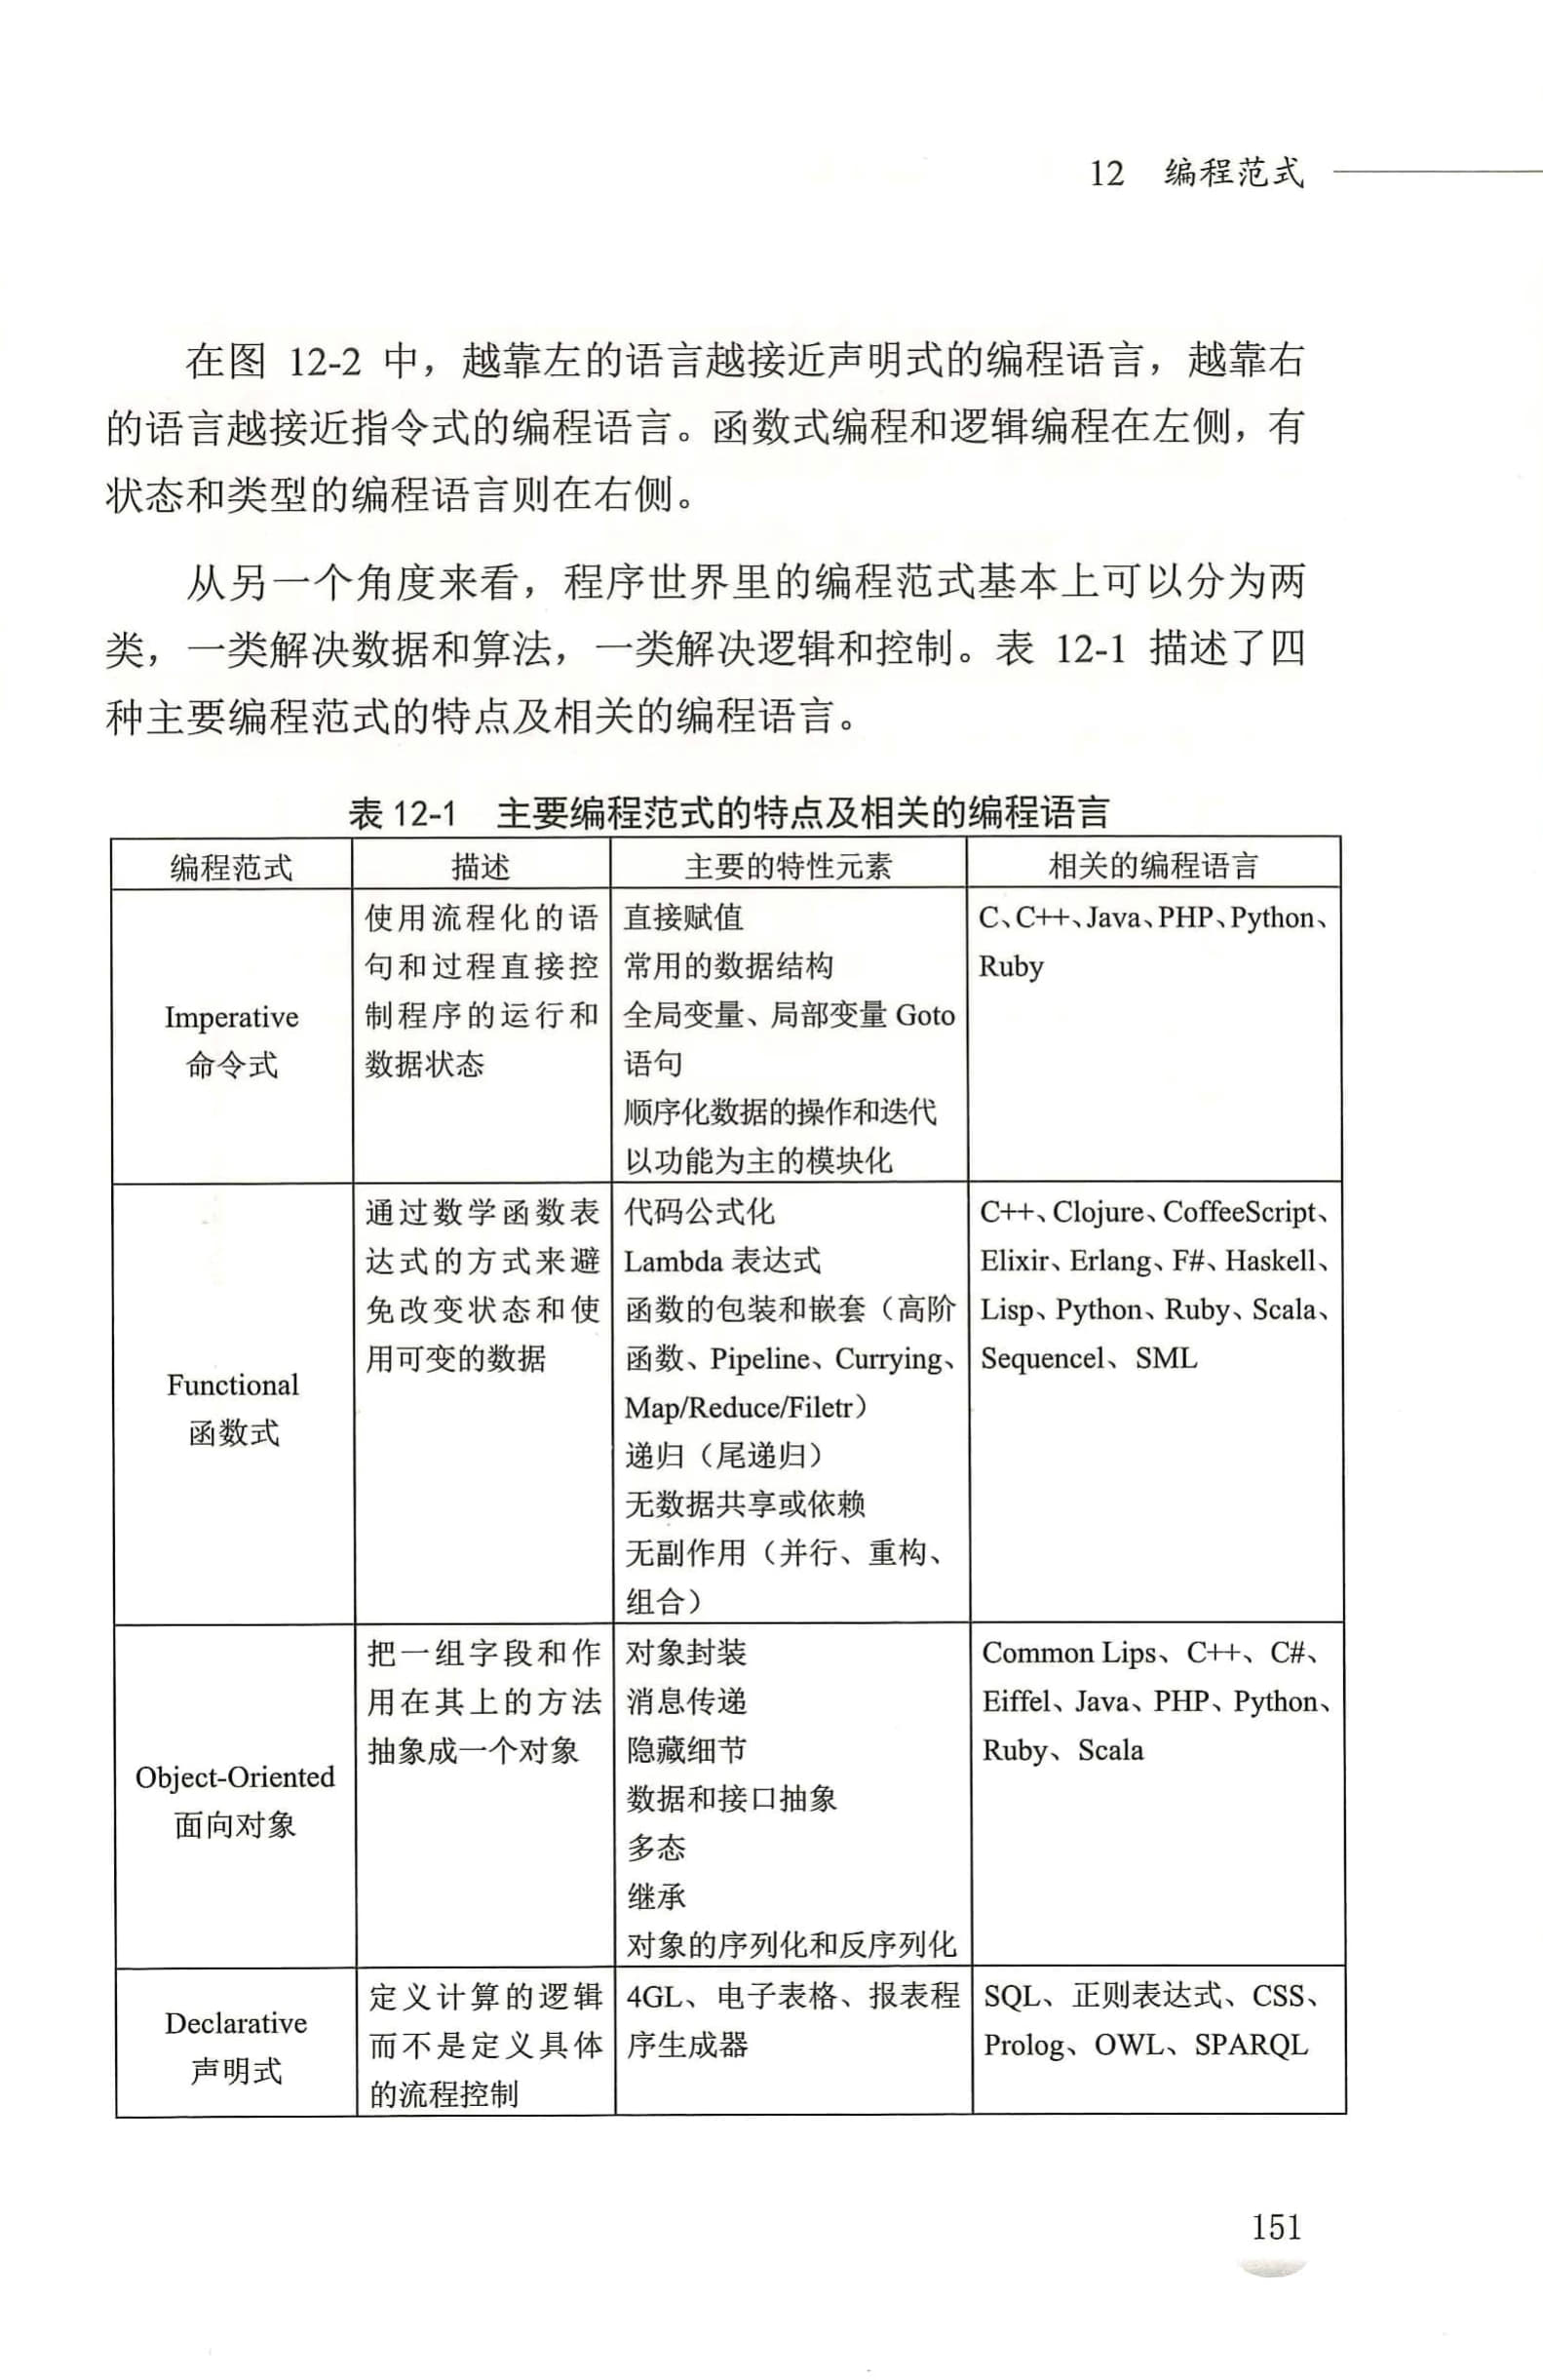 12 编程范式
在图 12-2 中，越靠左的语言越接近声明式的编程语言，越靠右
的语言越接近指令式的编程语言。函数式编程和逻辑编程在左侧，有
状态和类型的编程语言则在右侧。
从另一个角度来看，程序世界里的编程范式基本上可以分为两
类，一类解决数据和算法，一类解决逻辑和控制。表 12-1 描述了四
种主要编程范式的特点及相关的编程语言。
表 12-1 主要编程范式的特点及相关的编程语言
编程范式
描述
主要的特性元素
相关的编程语言
Imperative
命令式
使用流程化的语
句和过程直接控
制程序的运行和
数据状态
直接赋值
常用的数据结构
全局变量、局部变量 Goto
语句
顺序化数据的操作和迭代
以功能为主的模块化
C、C++、Java、PHP、Python、
Ruby
Functional
函数式
通过数学函数表
达式的方式来避
免改变状态和使
用可变的数据
代码公式化
Lambda 表达式
函数的包装和嵌套（高阶
函数、Pipeline、Currying、
Map/Reduce/Filetr）
递归（尾递归）
无数据共享或依赖
无副作用（并行、重构、
组合）
C++、Clojure、CoffeeScript、
Elixir、Erlang、F#、Haskell、
Lisp、Python、Ruby、Scala、
Sequencel、SML
Object-Oriented
面向对象
把一组字段和作
用在其上的方法
抽象成一个对象
对象封装
消息传递
隐藏细节
数据和接口抽象
多态
继承
对象的序列化和反序列化
Common Lips、C++、C#、
Eiffel、Java、PHP、Python、
Ruby、Scala
Declarative
声明式
定义计算的逻辑
而不是定义具体
的流程控制
4GL、电子表格、报表程
序生成器
SQL、正则表达式、CSS、
Prolog、OWL、SPARQL
151